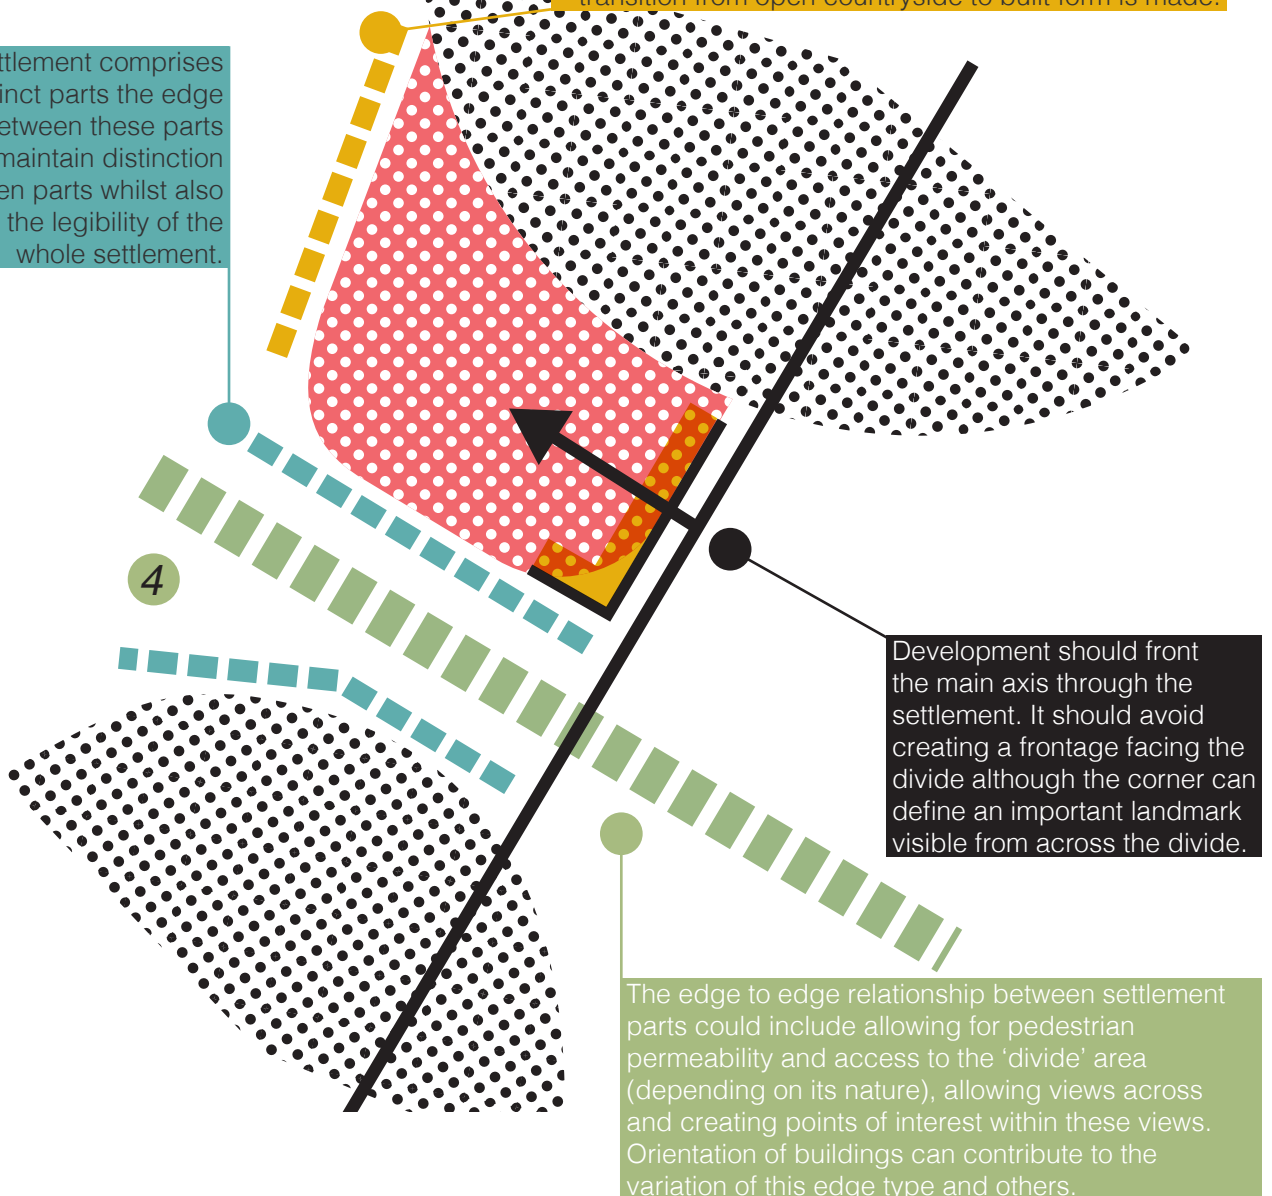 transition from open countryside to built form is made.
ttlement comprises
inct parts the edge
etween these parts
maintain distinction
en parts whilst also
the legibility of the
whole settlement.
4
Development should front
the main axis through the
settlement. It should avoid
creating a frontage facing the
divide although the corner can
define an important landmark
visible from across the divide.
The edge to edge relationship between settlement
parts could include allowing for pedestrian
permeability and access to the ‘divide’ area
(depending on its nature), allowing views across
and creating points of interest within these views.
Orientation of buildings can contribute to the
variation of this edge type and others.